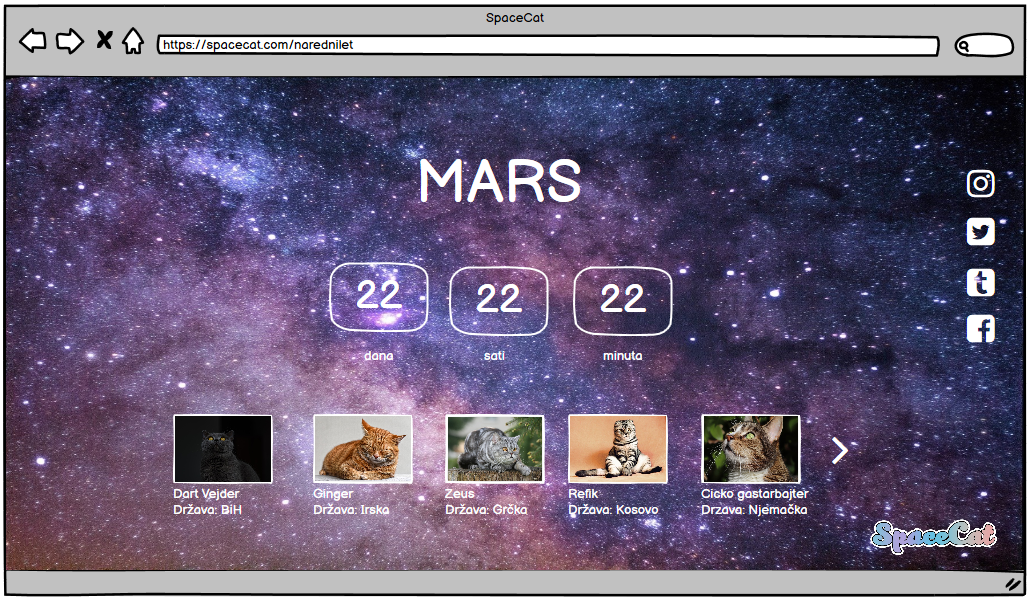 SpaceCat
https://spacecat.com/narednilet
MARS
22 22 22
dana sati minuta
Dart Vejder Ginger Zeus Refik Cicko gastarbajter
Država: BiH Država: Irska Država: Grčka Država: Kosovo Država: Njemačka
SpaceCat